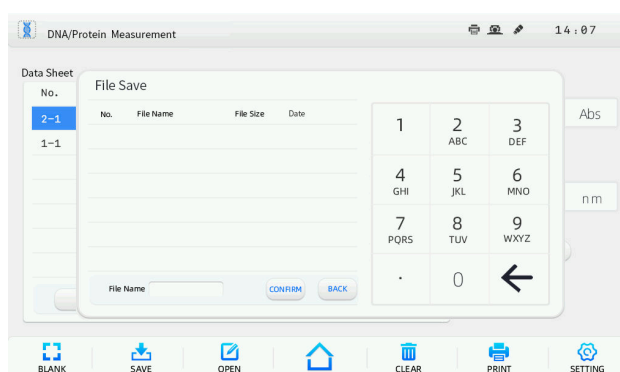 DNA/Protein Measurement
14:07
Data Sheet
No.
2-1
1-1
Abs
nm
File Save
No. File Name File Size Date
1 2 ABC 3 DEF
4 GHI 5 JKL 6 MNO
7 PQRS 8 TUV 9 WXYZ
. 0
File Name CONFIRM BACK
BLANK SAVE OPEN CLEAR PRINT SETTING